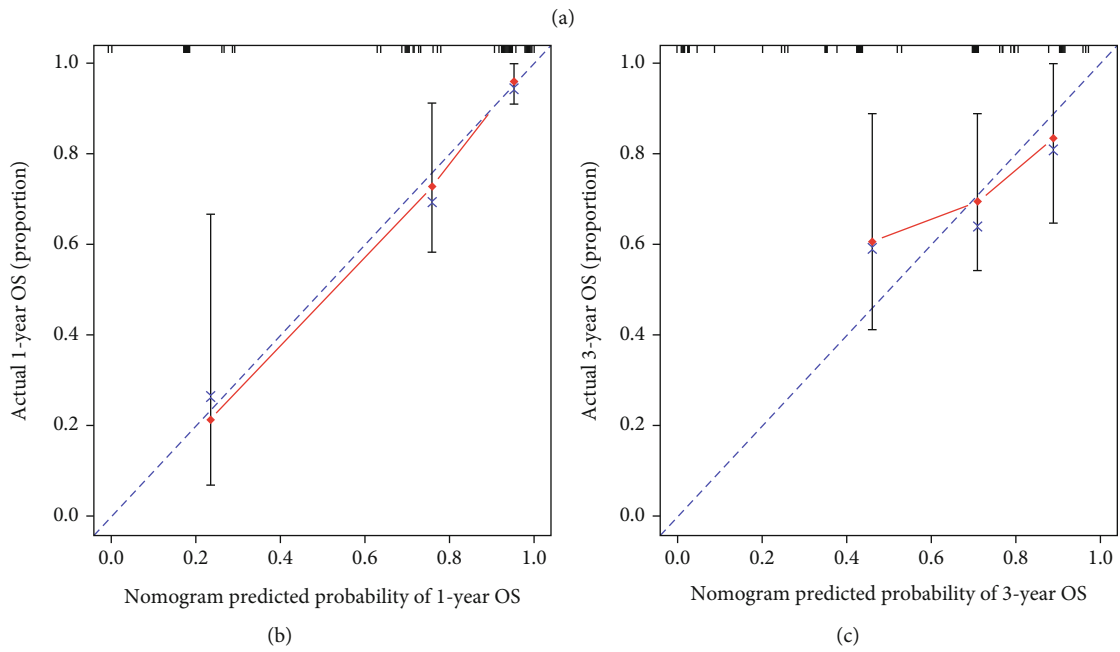 (a)
Actual 1-year OS (proportion)
1.0
0.8
0.6
0.4
0.2
0.0
0.0 0.2 0.4 0.6 0.8 1.0
Nomogram predicted probability of 1-year OS
(b)
Actual 3-year OS (proportion)
1.0
0.8
0.6
0.4
0.2
0.0
0.0 0.2 0.4 0.6 0.8 1.0
Nomogram predicted probability of 3-year OS
(c)